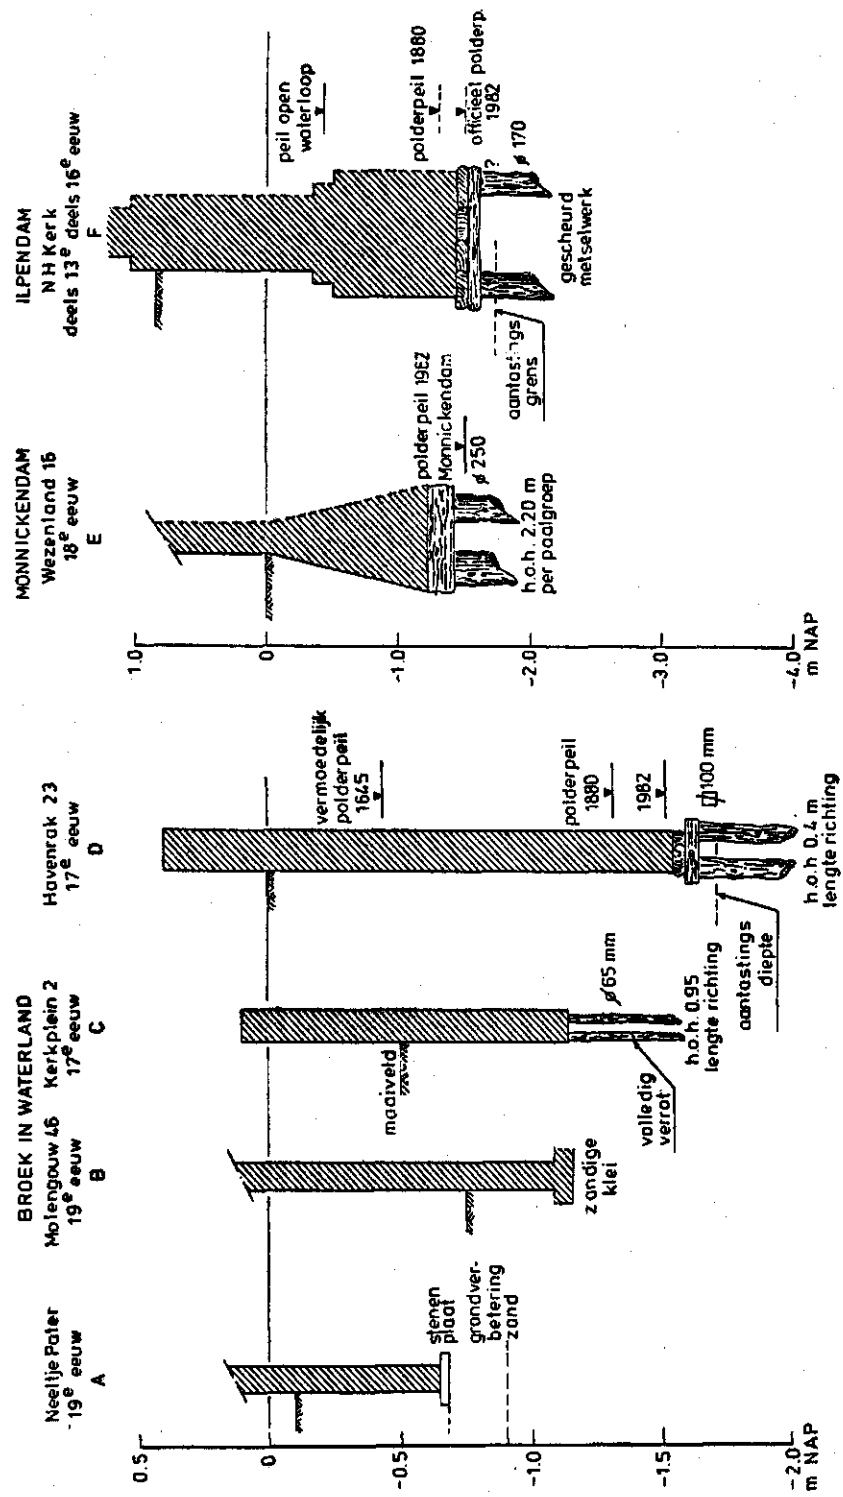 BROEK IN WATERLAND
Neeltje Pater
19e eeuw
A
Molengouw 46
19e eeuw
B
Kerkplein 2
17e eeuw
C
Havenrak 23
17e eeuw
D
0.5
0
-0.5
-1.0
-1.5
-2.0
m NAP
stenen
plaat
grondver-
betering
zand
zandige
klei
maaiveld
volledig
verrot
ø 65 mm
h.o.h 0.95
lengte richting
vermoedelijk
polderpeil
1645
polderpeil
1880
1982
100 mm
aantastings
diepte
h.o.h 0.4 m
lengte richting
MONNICKENDAM
Wezenland 16
18e eeuw
E
ILPENDAM
NH Kerk
deels 13e deels 16e eeuw
F
1.0
0
-1.0
-2.0
-3.0
-4.0
m NAP
polderpeil 1982
Monnickendam
ø 250
h.o.h. 2.20 m
per paalgroep
peil open
waterloop
polderpeil 1880
officieel polderp.
1982
?
ø 170
aantastings
grens
gescheurd
metselwerk